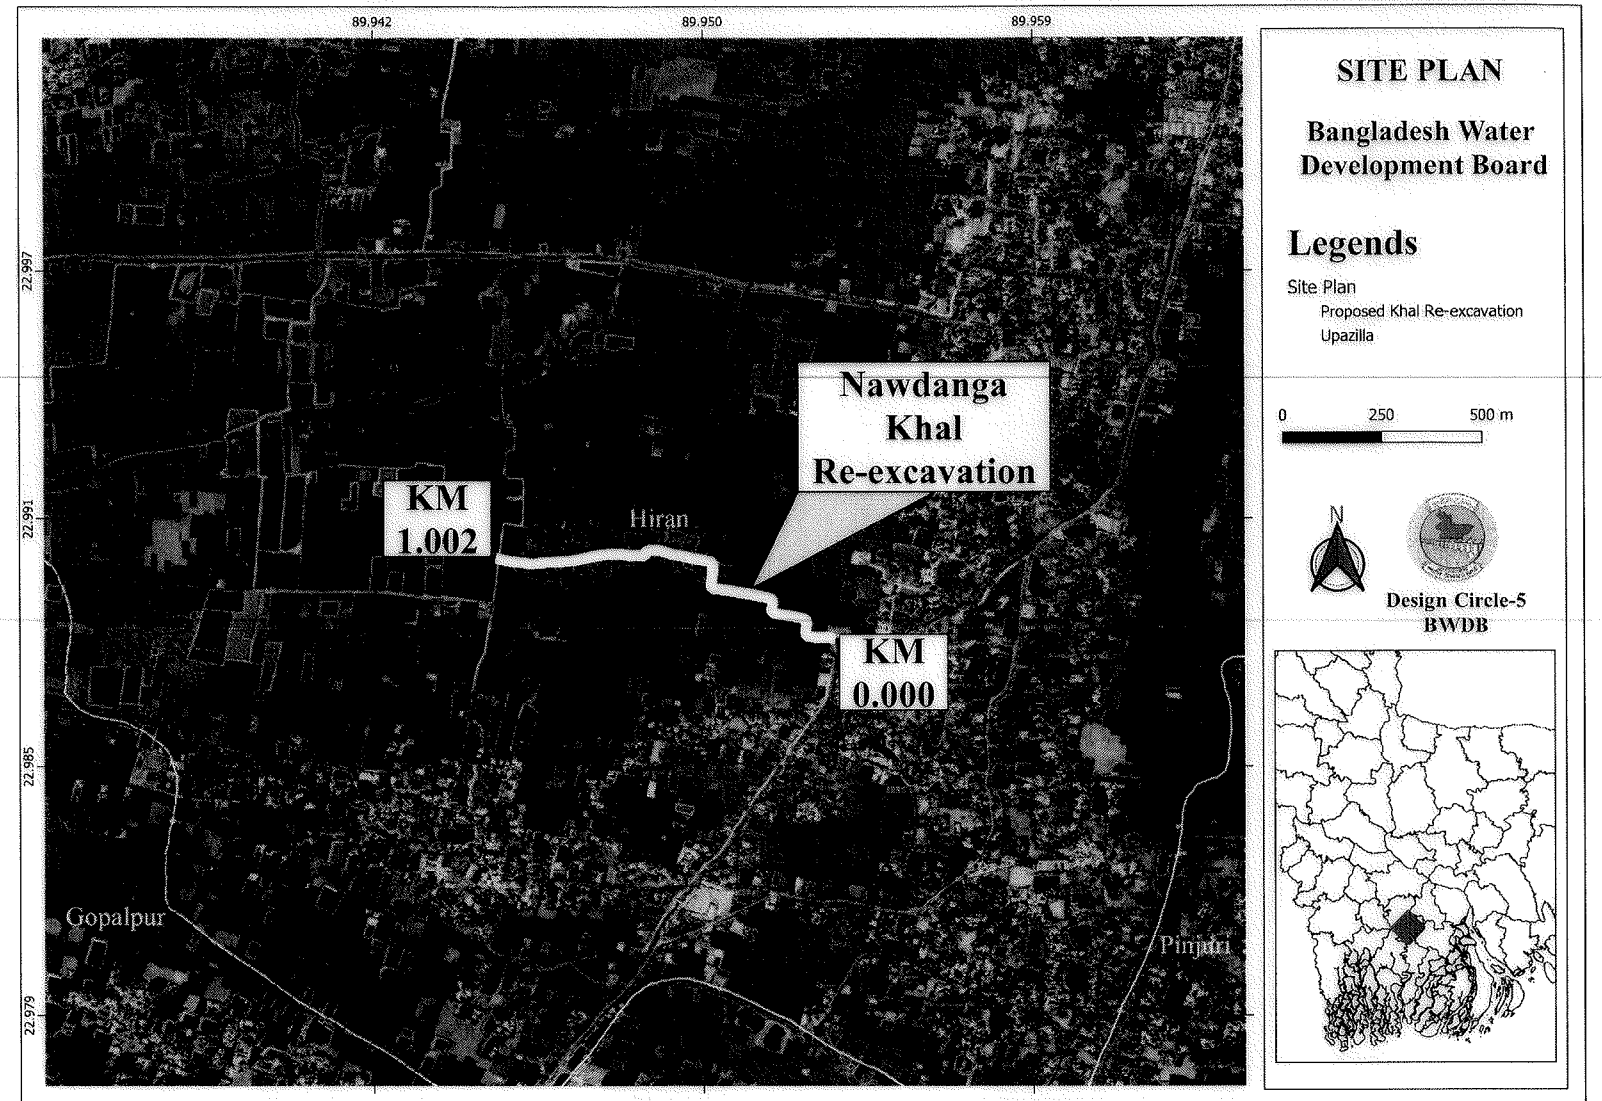 89.942
89.950
89.959
22.997
22.991
22.985
22.979
Nawdanga
Khal
Re-excavation
KM
1.002
Hiran
KM
0.000
Gopalpur
Pinjuri
SITE PLAN
Bangladesh Water
Development Board
Legends
Site Plan
Proposed Khal Re-excavation
Upazilla
0 250 500 m
N
Design Circle-5
BWDB